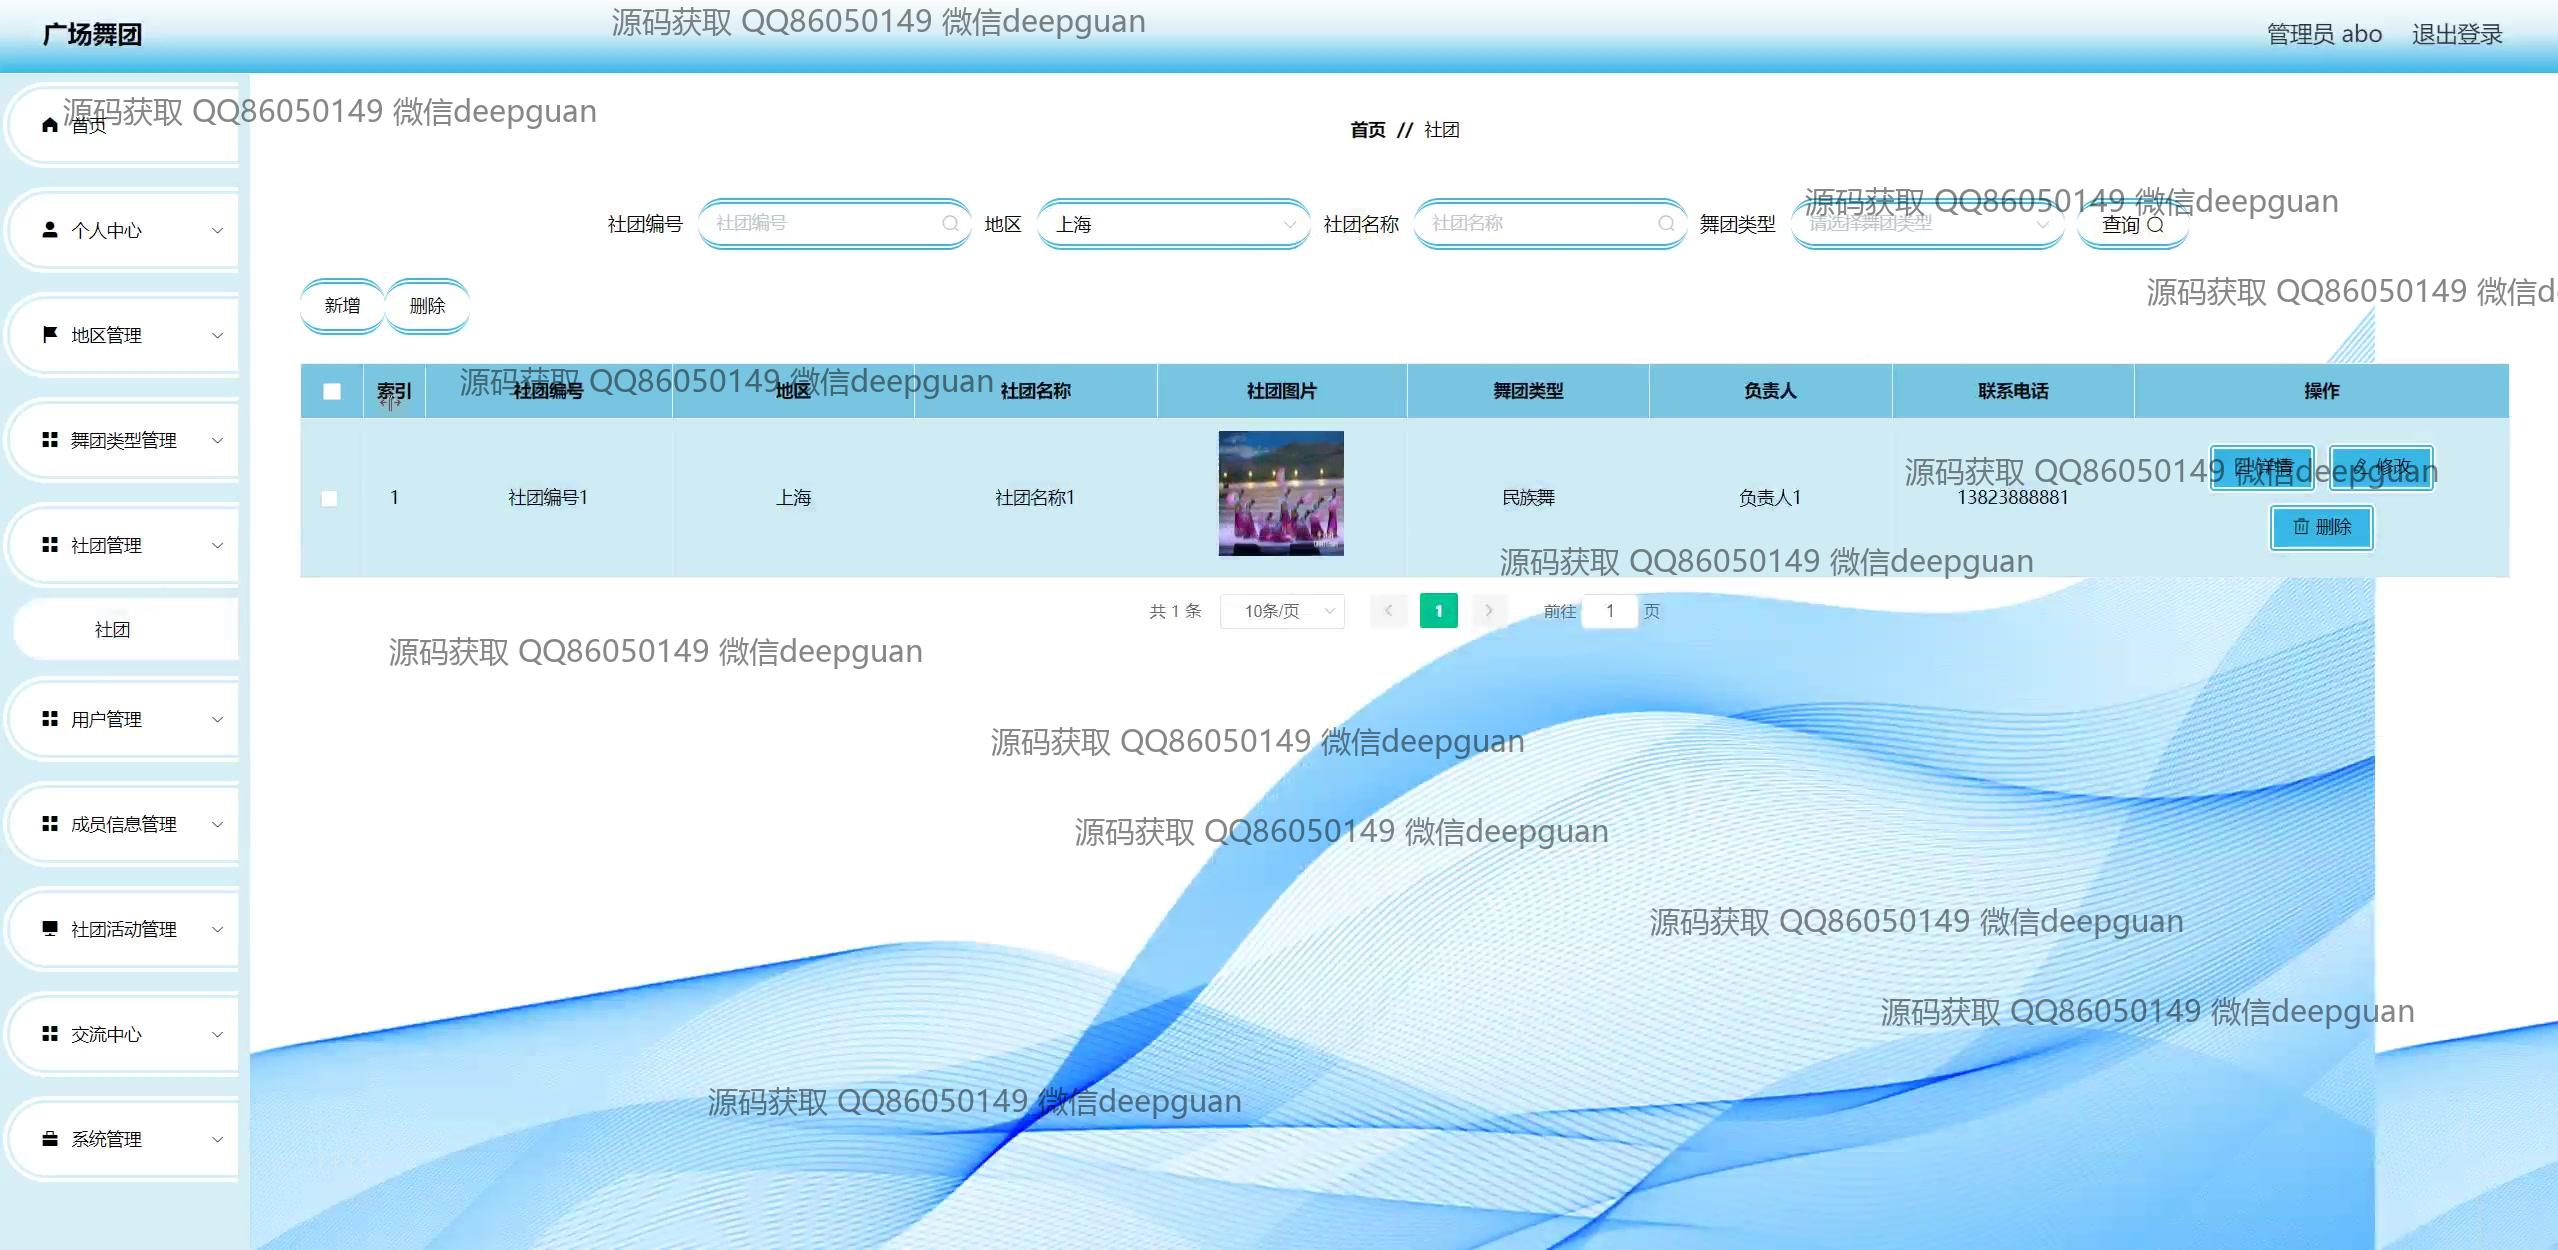 广场舞团
源码获取 QQ86050149 微信deepguan
管理员 abo 退出登录
源码获取 QQ86050149 微信deepguan
首页
首页 // 社团
个人中心
社团编号 社团编号 地区 上海 社团名称 社团名称 舞团类型 请选择舞团类型 查询
源码获取 QQ86050149 微信deepguan
新增 删除
源码获取 QQ86050149 微信d
地区管理
索引 社团编号 地区 社团名称 社团图片 舞团类型 负责人 联系电话 操作
源码获取 QQ86050149 微信deepguan
舞团类型管理
1 社团编号1 上海 社团名称1 民族舞 负责人1 13823888881 详情 修改
源码获取 QQ86050149 微信deepguan
删除
社团管理
源码获取 QQ86050149 微信deepguan
共 1 条 10条/页 1 前往 1 页
社团
源码获取 QQ86050149 微信deepguan
用户管理
源码获取 QQ86050149 微信deepguan
成员信息管理
源码获取 QQ86050149 微信deepguan
社团活动管理
源码获取 QQ86050149 微信deepguan
交流中心
源码获取 QQ86050149 微信deepguan
源码获取 QQ86050149 微信deepguan
系统管理